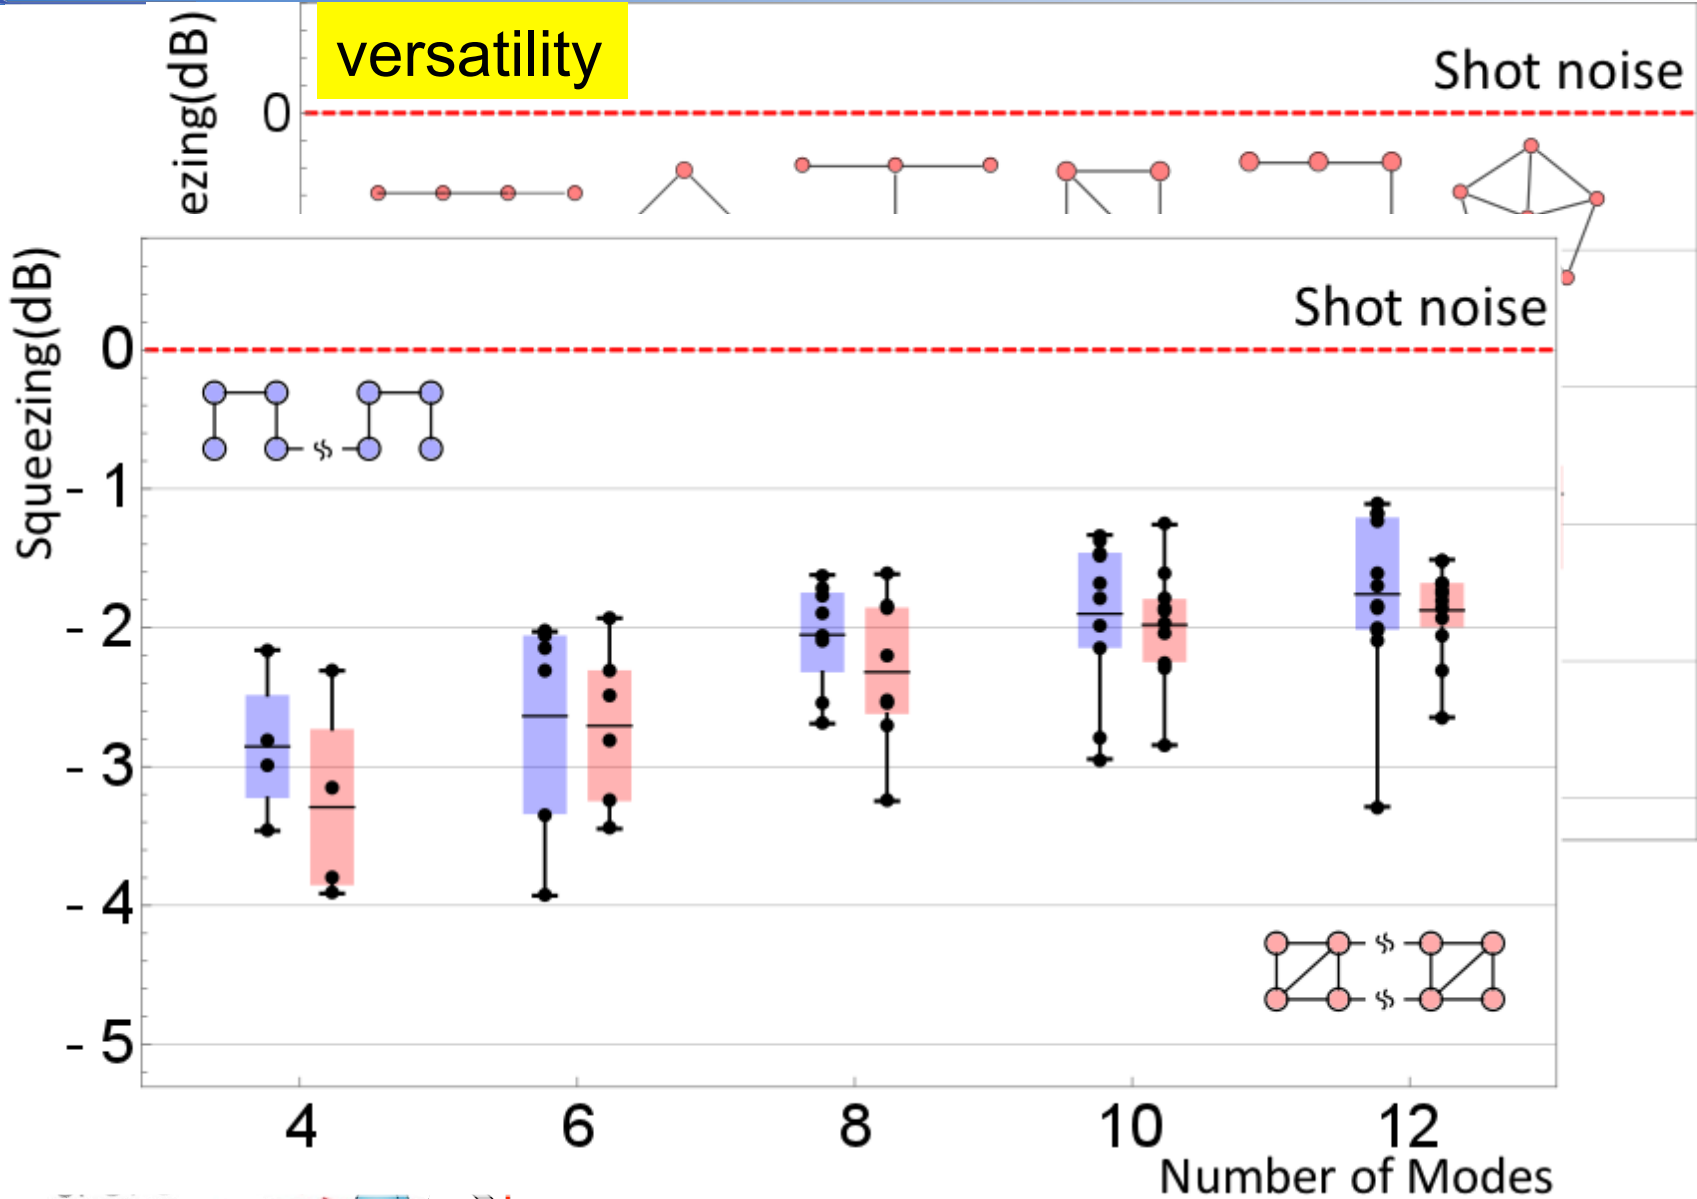 versatility
Shot noise
ezing(dB)
0
Squeezing(dB)
Shot noise
0
- 1
- 2
- 3
- 4
- 5
4 6 8 10 12
Number of Modes